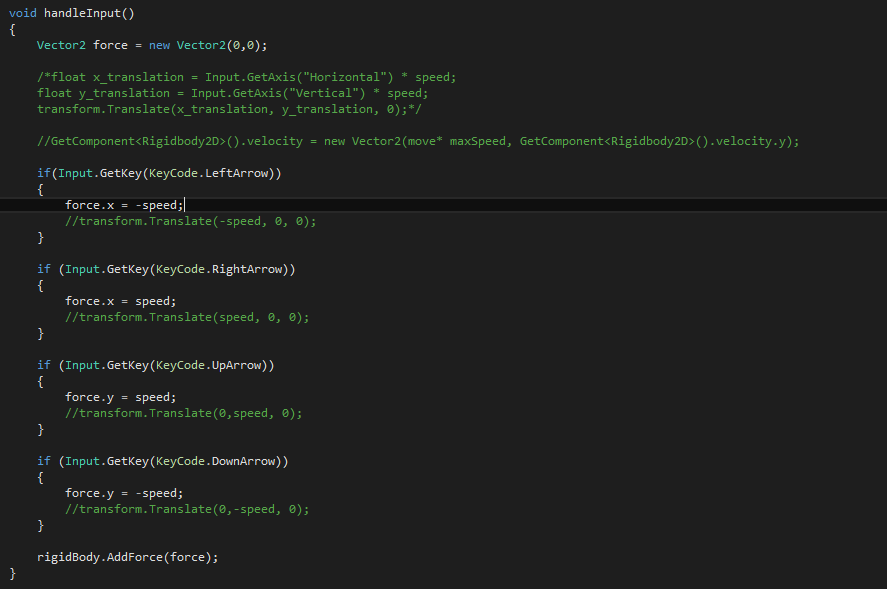 void handleInput()
{
    Vector2 force = new Vector2(0,0);
    /*float x_translation = Input.GetAxis("Horizontal") * speed;
    float y_translation = Input.GetAxis("Vertical") * speed;
    transform.Translate(x_translation, y_translation, 0);*/
    //GetComponent<Rigidbody2D>().velocity = new Vector2(move* maxSpeed, GetComponent<Rigidbody2D>().velocity.y);
    if(Input.GetKey(KeyCode.LeftArrow))
    {
        force.x = -speed;
        //transform.Translate(-speed, 0, 0);
    }
    if (Input.GetKey(KeyCode.RightArrow))
    {
        force.x = speed;
        //transform.Translate(speed, 0, 0);
    }
    if (Input.GetKey(KeyCode.UpArrow))
    {
        force.y = speed;
        //transform.Translate(0,speed, 0);
    }
    if (Input.GetKey(KeyCode.DownArrow))
    {
        force.y = -speed;
        //transform.Translate(0,-speed, 0);
    }
    rigidBody.AddForce(force);
}